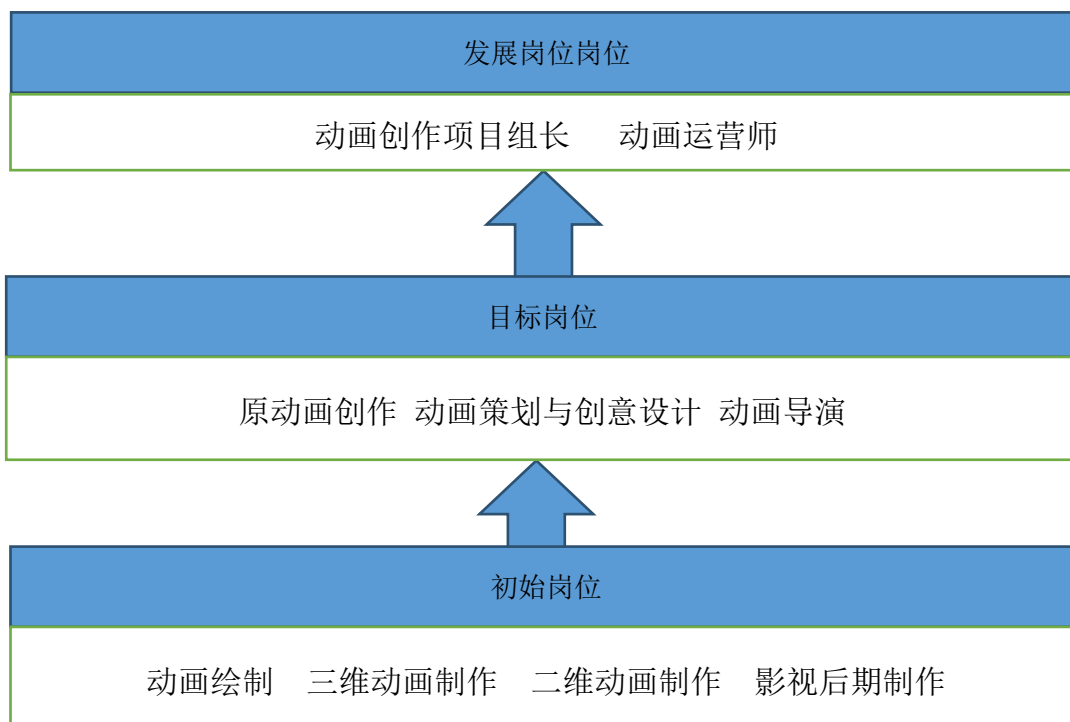 发展岗位岗位
动画创作项目组长 动画运营师
目标岗位
原动画创作 动画策划与创意设计 动画导演
初始岗位
动画绘制 三维动画制作 二维动画制作 影视后期制作